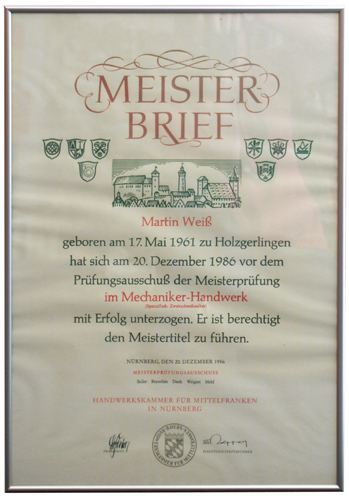 MEISTER-
BRIEF
Martin Weiß
geboren am 17. Mai 1961 zu Holzgerlingen
hat sich am 20. Dezember 1986 vor dem
Prüfungsausschuß der Meisterprüfung
im Mechaniker-Handwerk
mit Erfolg unterzogen. Er ist berechtigt
den Meistertitel zu führen.
NÜRNBERG, DEN 20. DEZEMBER 1986
MEISTERPRÜFUNGSAUSSCHUSS
HANDWERKSKAMMER FÜR MITTELFRANKEN
IN NÜRNBERG